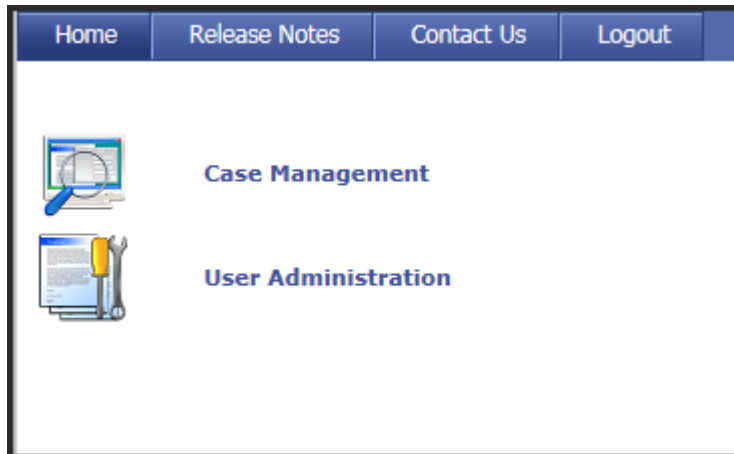 Home Release Notes Contact Us Logout
Case Management
User Administration